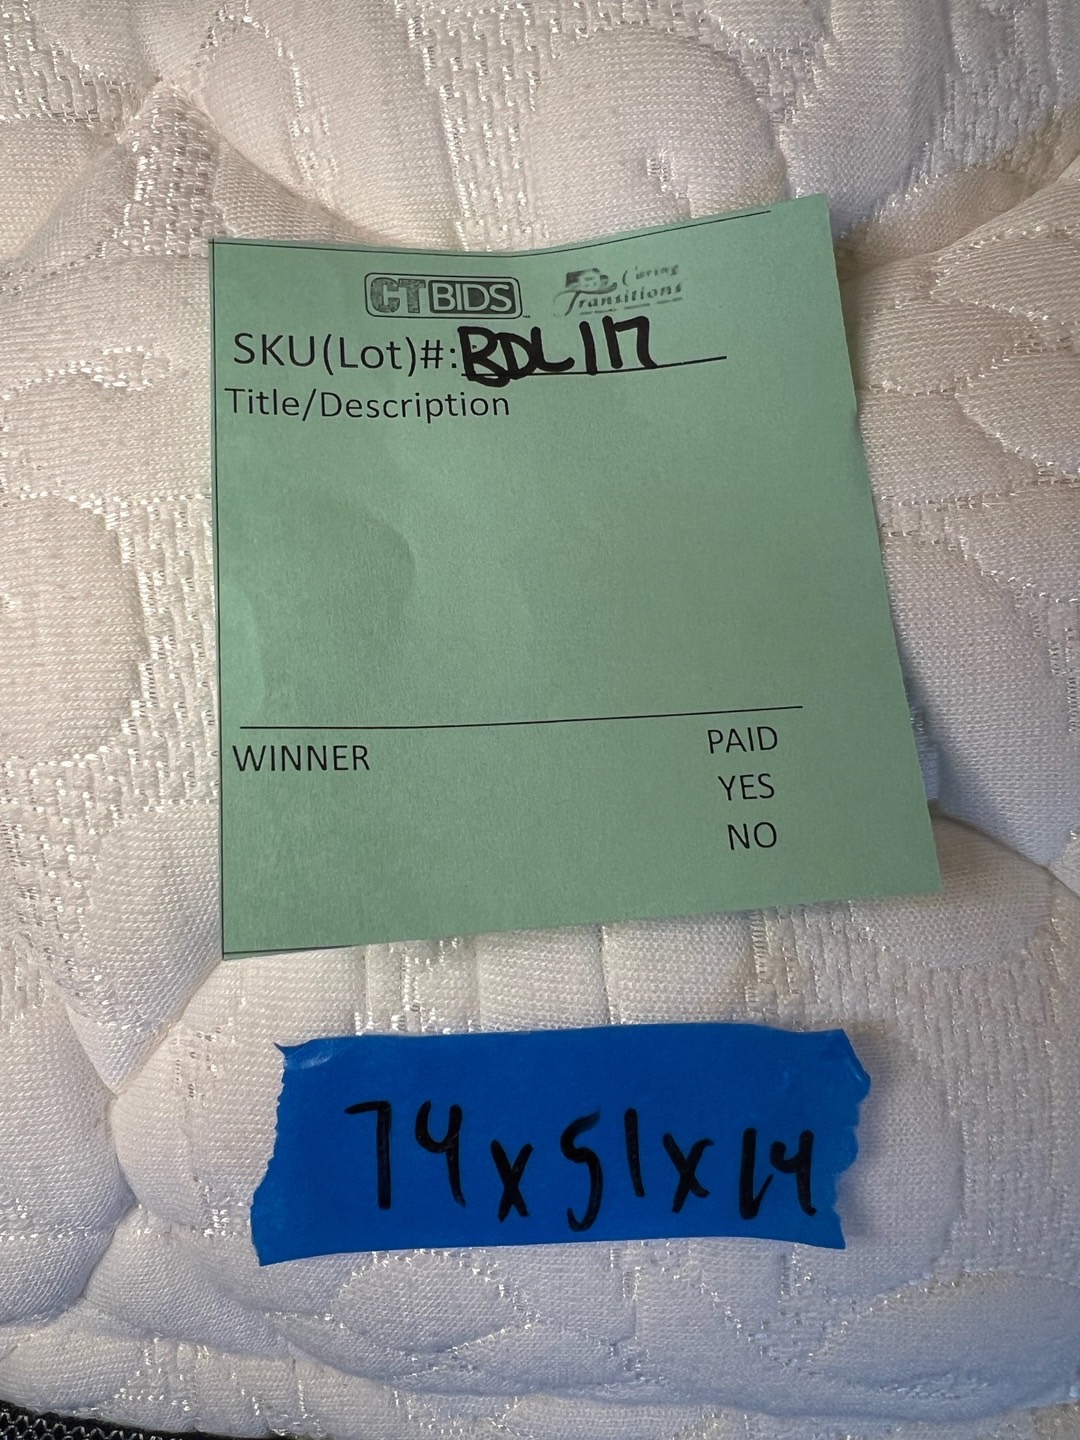 CTBIDS Caring Transitions
SKU(Lot)#: BDL117
Title/Description
WINNER PAID
YES
NO
74x51x14